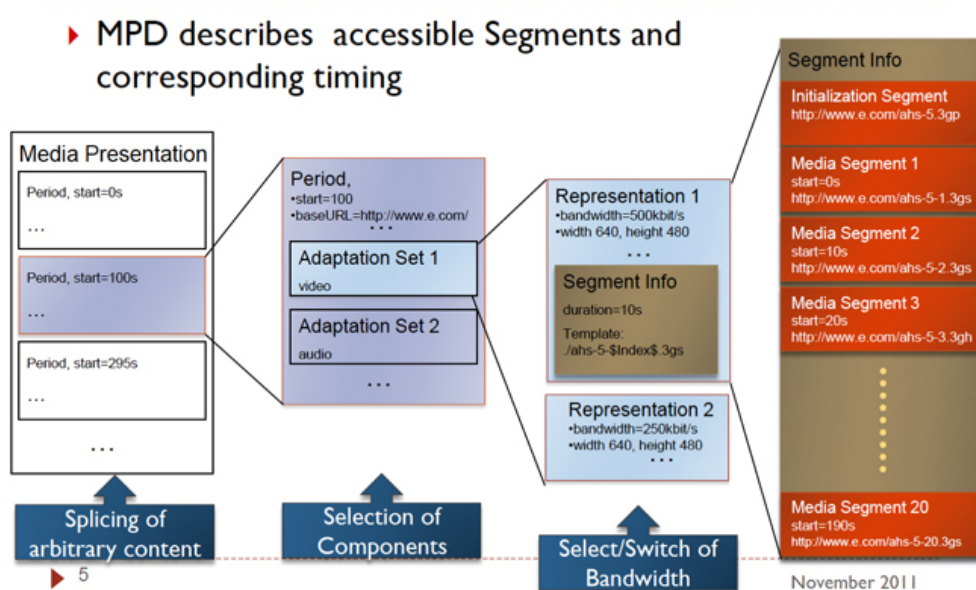 MPD describes accessible Segments and
corresponding timing
Media Presentation
Period, start=0s
...
Period, start=100s
...
Period, start=295s
...
...
Splicing of
arbitrary content
Period,
•start=100
•baseURL=http://www.e.com/
...
Adaptation Set 1
video
Adaptation Set 2
audio
...
Selection of
Components
Representation 1
•bandwidth=500kbit/s
•width 640, height 480
...
Segment Info
duration=10s
Template:
./ahs-5-$Index$.3gs
Representation 2
•bandwidth=250kbit/s
•width 640, height 480
...
Select/Switch of
Bandwidth
Segment Info
Initialization Segment
http://www.e.com/ahs-5.3gp
Media Segment 1
start=0s
http://www.e.com/ahs-5-1.3gs
Media Segment 2
start=10s
http://www.e.com/ahs-5-2.3gs
Media Segment 3
start=20s
http://www.e.com/ahs-5-3.3gh
Media Segment 20
start=190s
http://www.e.com/ahs-5-20.3gs
5
November 2011